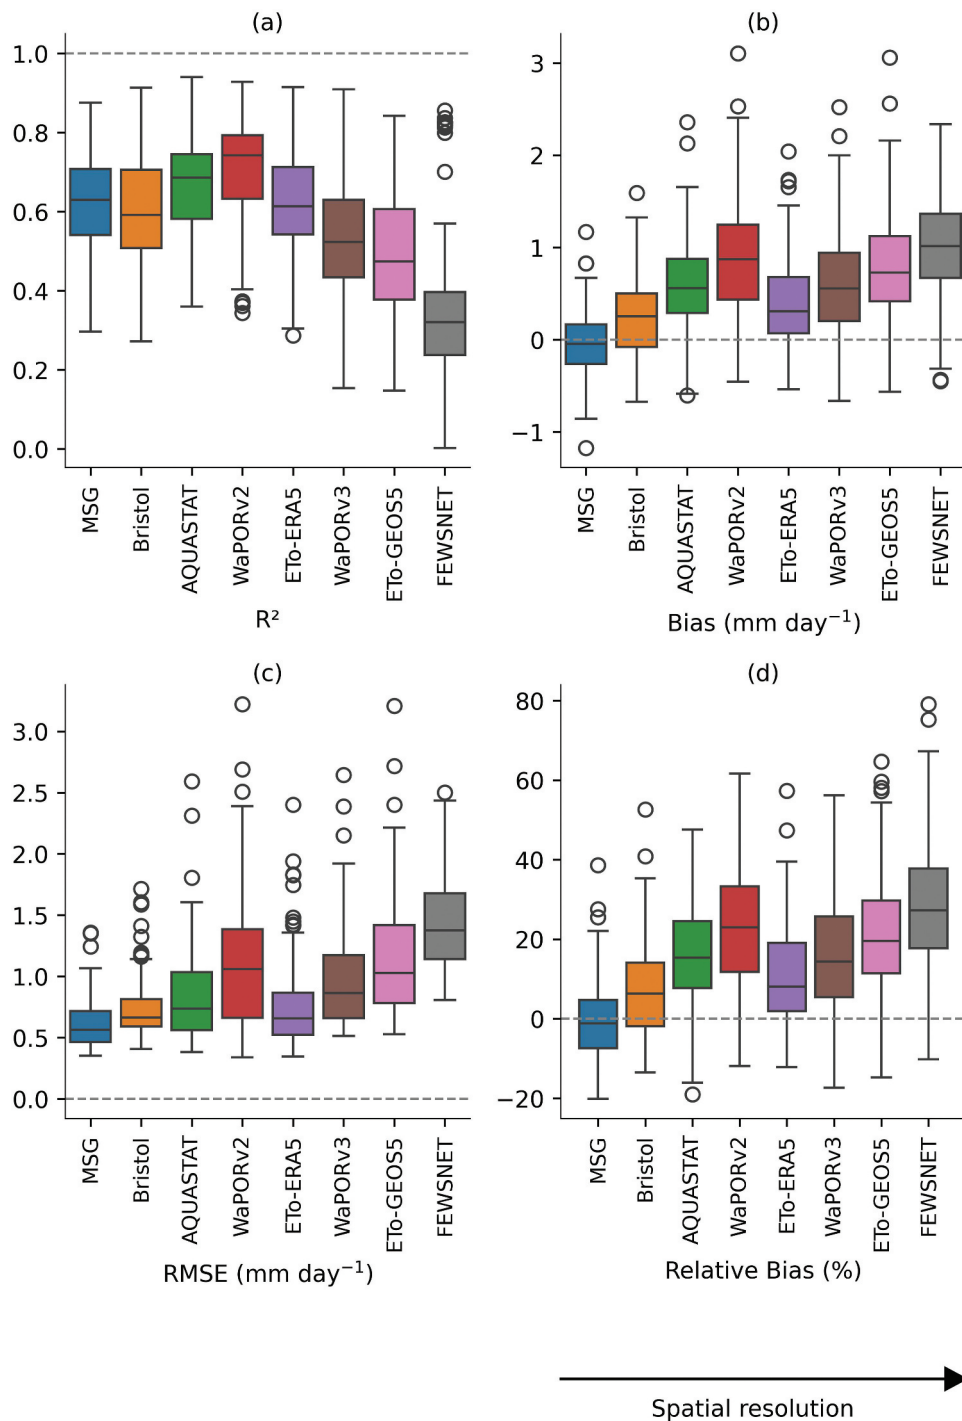 (a)
1.0
0.8
0.6
0.4
0.2
0.0
MSG
Bristol
AQUASTAT
WaPORv2
ETo-ERA5
WaPORv3
ETo-GEOS5
FEWSNET
R²
(b)
3
2
1
0
−1
MSG
Bristol
AQUASTAT
WaPORv2
ETo-ERA5
WaPORv3
ETo-GEOS5
FEWSNET
Bias (mm day⁻¹)
(c)
3.0
2.5
2.0
1.5
1.0
0.5
0.0
MSG
Bristol
AQUASTAT
WaPORv2
ETo-ERA5
WaPORv3
ETo-GEOS5
FEWSNET
RMSE (mm day⁻¹)
(d)
80
60
40
20
0
−20
MSG
Bristol
AQUASTAT
WaPORv2
ETo-ERA5
WaPORv3
ETo-GEOS5
FEWSNET
Relative Bias (%)
Spatial resolution